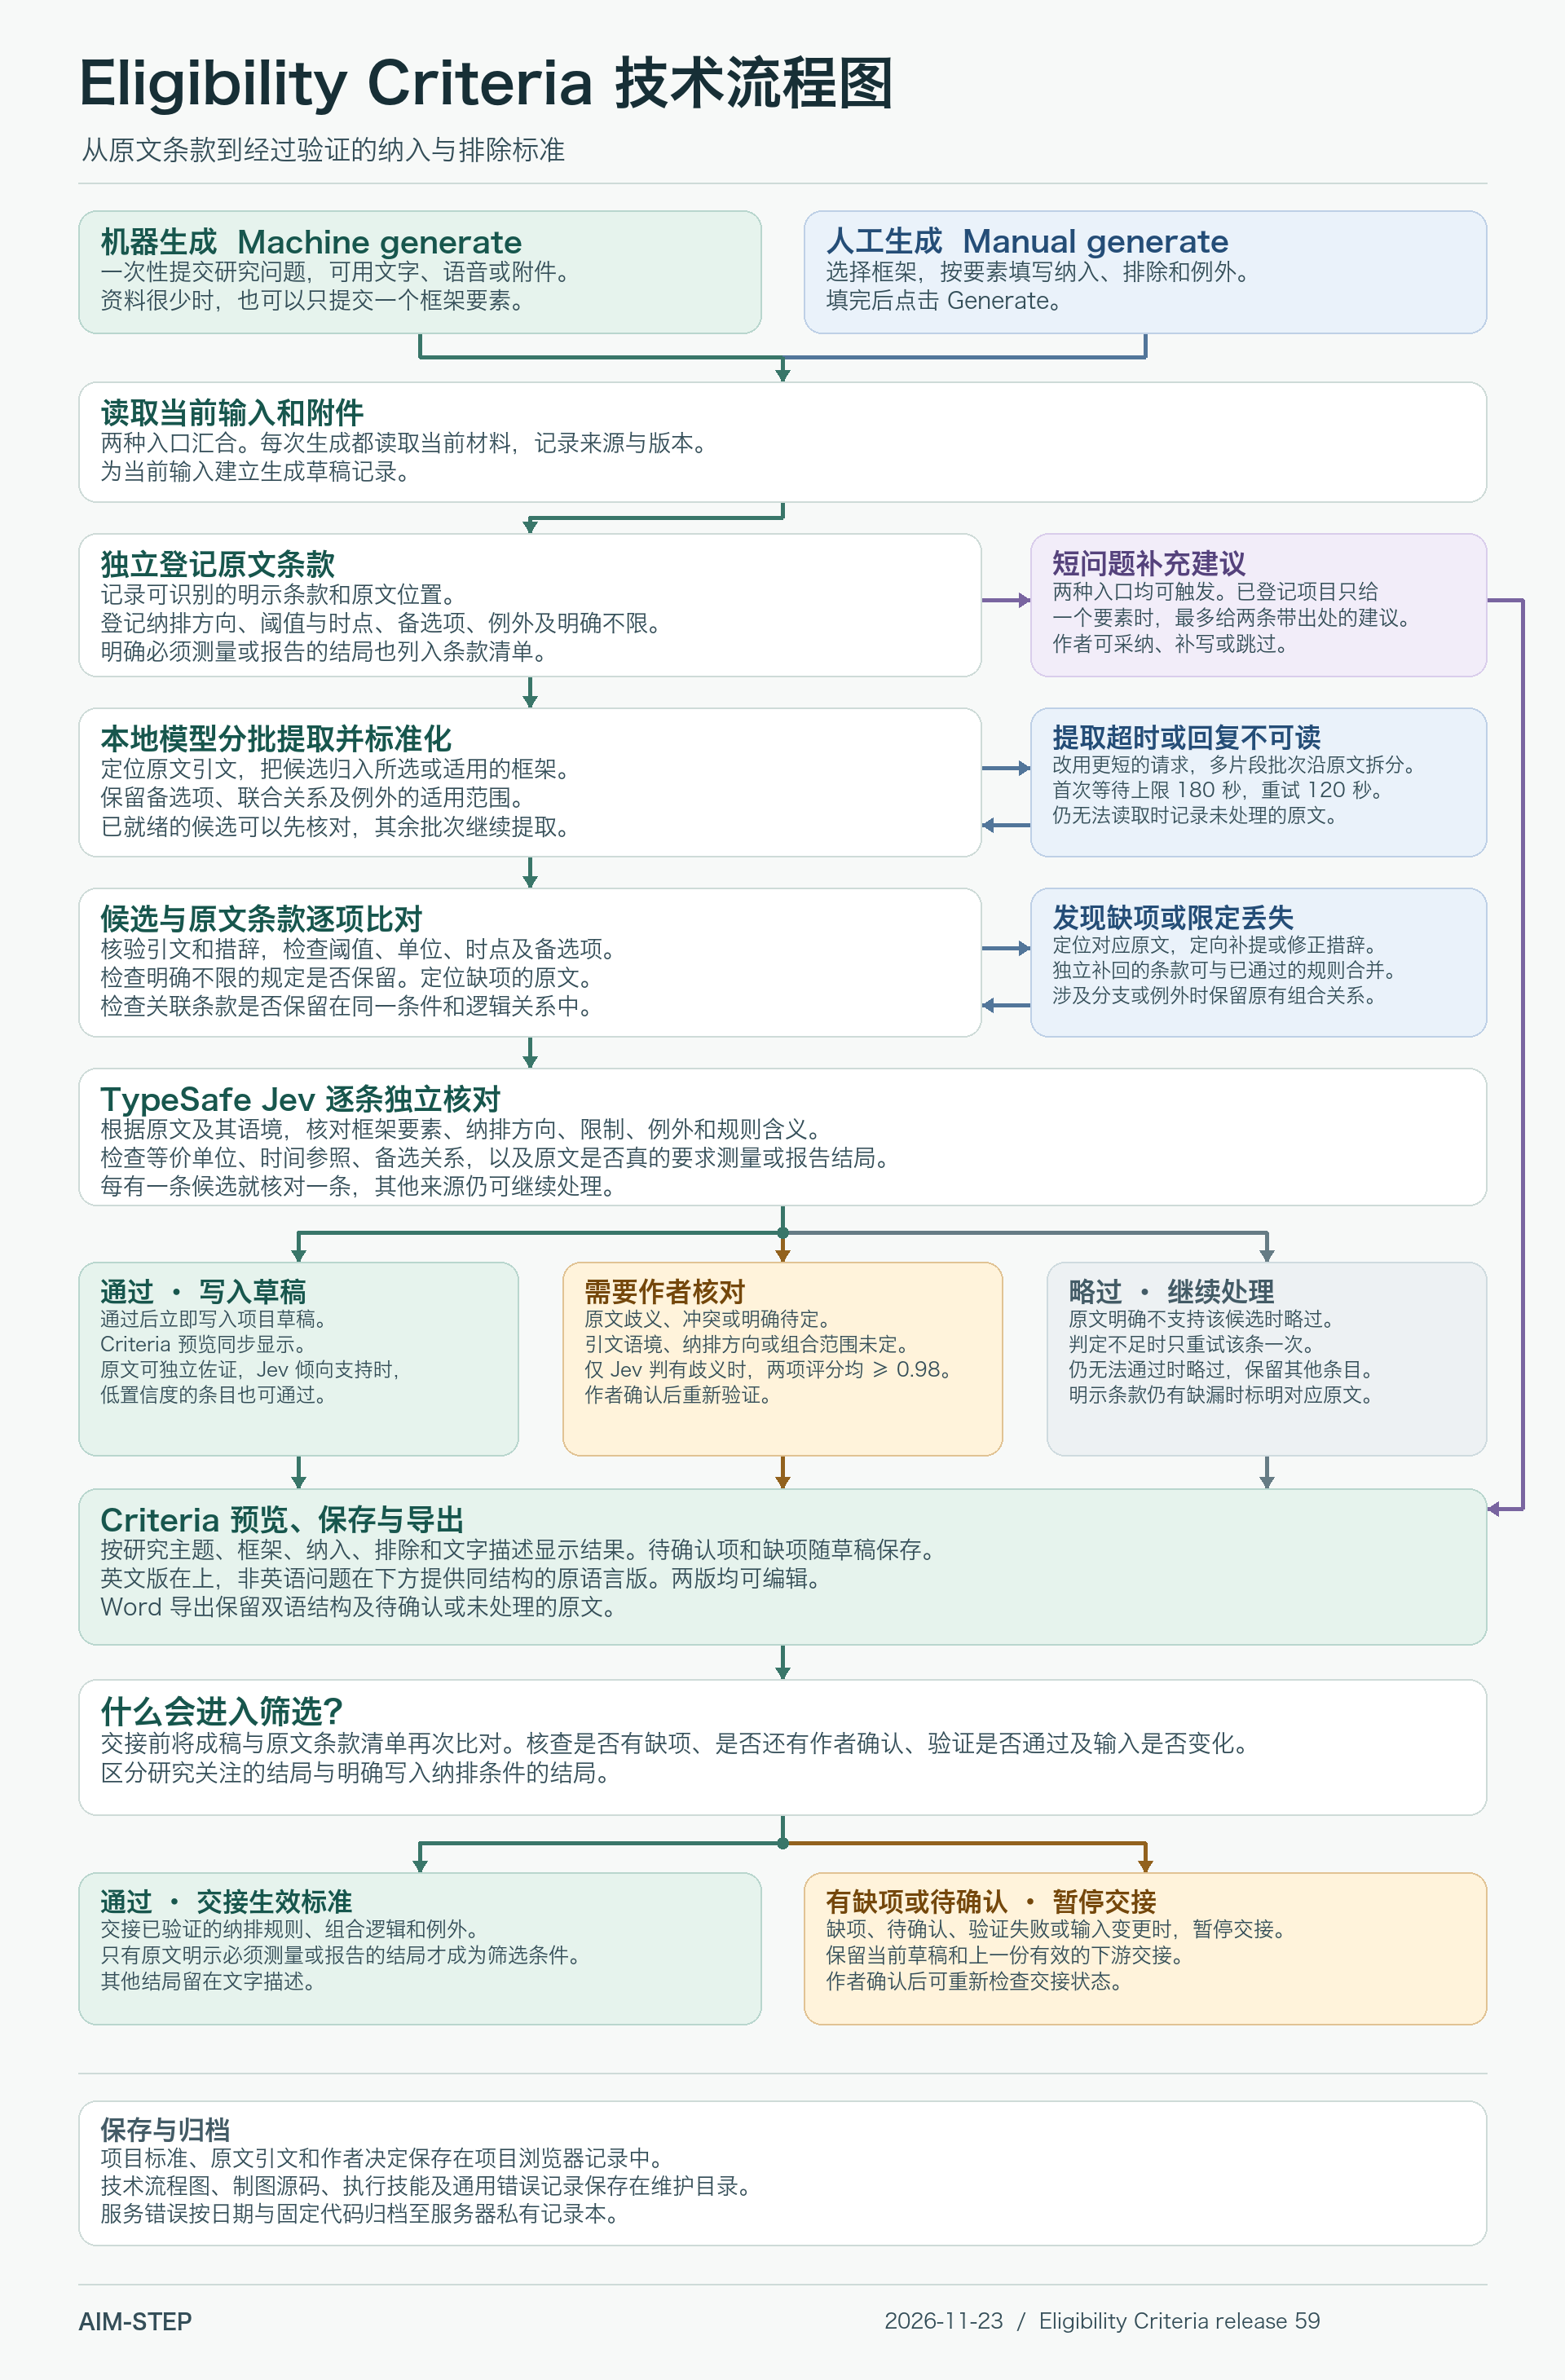 Eligibility Criteria 技术流程图
从原文条款到经过验证的纳入与排除标准
机器生成 Machine generate
一次性提交研究问题，可用文字、语音或附件。
资料很少时，也可以只提交一个框架要素。
人工生成 Manual generate
选择框架，按要素填写纳入、排除和例外。
填完后点击 Generate。
读取当前输入和附件
两种入口汇合。每次生成都读取当前材料，记录来源与版本。
为当前输入建立生成草稿记录。
独立登记原文条款
记录可识别的明示条款和原文位置。
登记纳排方向、阈值与时点、备选项、例外及明确不限。
明确必须测量或报告的结局也列入条款清单。
短问题补充建议
两种入口均可触发。已登记项目只给
一个要素时，最多给两条带出处的建议。
作者可采纳、补写或跳过。
本地模型分批提取并标准化
定位原文引文，把候选归入所选或适用的框架。
保留备选项、联合关系及例外的适用范围。
已就绪的候选可以先核对，其余批次继续提取。
提取超时或回复不可读
改用更短的请求，多片段批次沿原文拆分。
首次等待上限 180 秒，重试 120 秒。
仍无法读取时记录未处理的原文。
候选与原文条款逐项比对
核验引文和措辞，检查阈值、单位、时点及备选项。
检查明确不限的规定是否保留。定位缺项的原文。
检查关联条款是否保留在同一条件和逻辑关系中。
发现缺项或限定丢失
定位对应原文，定向补提或修正措辞。
独立补回的条款可与已通过的规则合并。
涉及分支或例外时保留原有组合关系。
TypeSafe Jev 逐条独立核对
根据原文及其语境，核对框架要素、纳排方向、限制、例外和规则含义。
检查等价单位、时间参照、备选关系，以及原文是否真的要求测量或报告结局。
每有一条候选就核对一条，其他来源仍可继续处理。
通过 · 写入草稿
通过后立即写入项目草稿。
Criteria 预览同步显示。
原文可独立佐证，Jev 倾向支持时，
低置信度的条目也可通过。
需要作者核对
原文歧义、冲突或明确待定。
引文语境、纳排方向或组合范围未定。
仅 Jev 判有歧义时，两项评分均 ≥ 0.98。
作者确认后重新验证。
略过 · 继续处理
原文明确不支持该候选时略过。
判定不足时只重试该条一次。
仍无法通过时略过，保留其他条目。
明示条款仍有缺漏时标明对应原文。
Criteria 预览、保存与导出
按研究主题、框架、纳入、排除和文字描述显示结果。待确认项和缺项随草稿保存。
英文版在上，非英语问题在下方提供同结构的原语言版。两版均可编辑。
Word 导出保留双语结构及待确认或未处理的原文。
什么会进入筛选?
交接前将成稿与原文条款清单再次比对。核查是否有缺项、是否还有作者确认、验证是否通过及输入是否变化。
区分研究关注的结局与明确写入纳排条件的结局。
通过 · 交接生效标准
交接已验证的纳排规则、组合逻辑和例外。
只有原文明示必须测量或报告的结局才成为筛选条件。
其他结局留在文字描述。
有缺项或待确认 · 暂停交接
缺项、待确认、验证失败或输入变更时，暂停交接。
保留当前草稿和上一份有效的下游交接。
作者确认后可重新检查交接状态。
保存与归档
项目标准、原文引文和作者决定保存在项目浏览器记录中。
技术流程图、制图源码、执行技能及通用错误记录保存在维护目录。
服务错误按日期与固定代码归档至服务器私有记录本。
AIM-STEP
2026-11-23 / Eligibility Criteria release 59